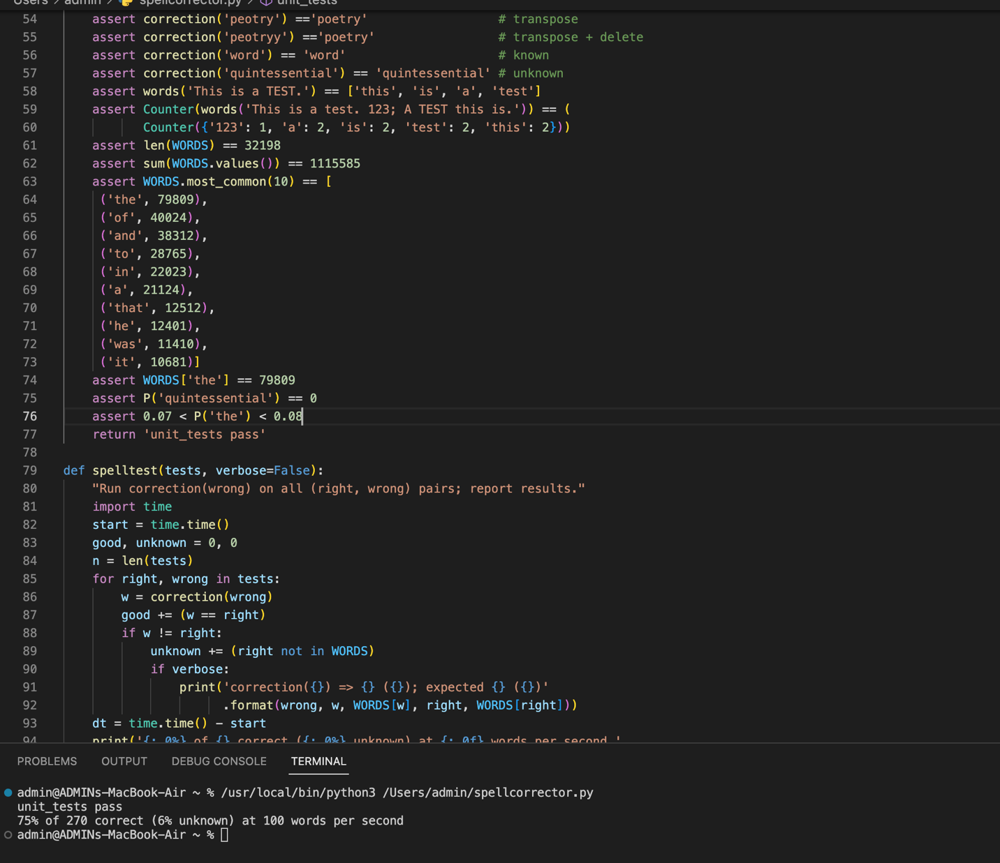 Users > admin > spellcorrector.py > unit_tests
54 assert correction('peotry') =='poetry' # transpose
55 assert correction('peotryy') =='poetry' # transpose + delete
56 assert correction('word') == 'word' # known
57 assert correction('quintessential') == 'quintessential' # unknown
58 assert words('This is a TEST.') == ['this', 'is', 'a', 'test']
59 assert Counter(words('This is a test. 123; A TEST this is.')) == (
60 Counter({'123': 1, 'a': 2, 'is': 2, 'test': 2, 'this': 2}))
61 assert len(WORDS) == 32198
62 assert sum(WORDS.values()) == 1115585
63 assert WORDS.most_common(10) == [
64 ('the', 79809),
65 ('of', 40024),
66 ('and', 38312),
67 ('to', 28765),
68 ('in', 22023),
69 ('a', 21124),
70 ('that', 12512),
71 ('he', 12401),
72 ('was', 11410),
73 ('it', 10681)]
74 assert WORDS['the'] == 79809
75 assert P('quintessential') == 0
76 assert 0.07 < P('the') < 0.08
77 return 'unit_tests pass'
78
79 def spelltest(tests, verbose=False):
80 "Run correction(wrong) on all (right, wrong) pairs; report results."
81 import time
82 start = time.time()
83 good, unknown = 0, 0
84 n = len(tests)
85 for right, wrong in tests:
86 w = correction(wrong)
87 good += (w == right)
88 if w != right:
89 unknown += (right not in WORDS)
90 if verbose:
91 print('correction({}) => {} ({}); expected {} ({})'
92 .format(wrong, w, WORDS[w], right, WORDS[right]))
93 dt = time.time() - start
94 print('{:.0%} of {} correct ({:.0%} unknown) at {:.0f} words per second '
PROBLEMS OUTPUT DEBUG CONSOLE TERMINAL
admin@ADMINs-MacBook-Air ~ % /usr/local/bin/python3 /Users/admin/spellcorrector.py
unit_tests pass
75% of 270 correct (6% unknown) at 100 words per second
admin@ADMINs-MacBook-Air ~ %